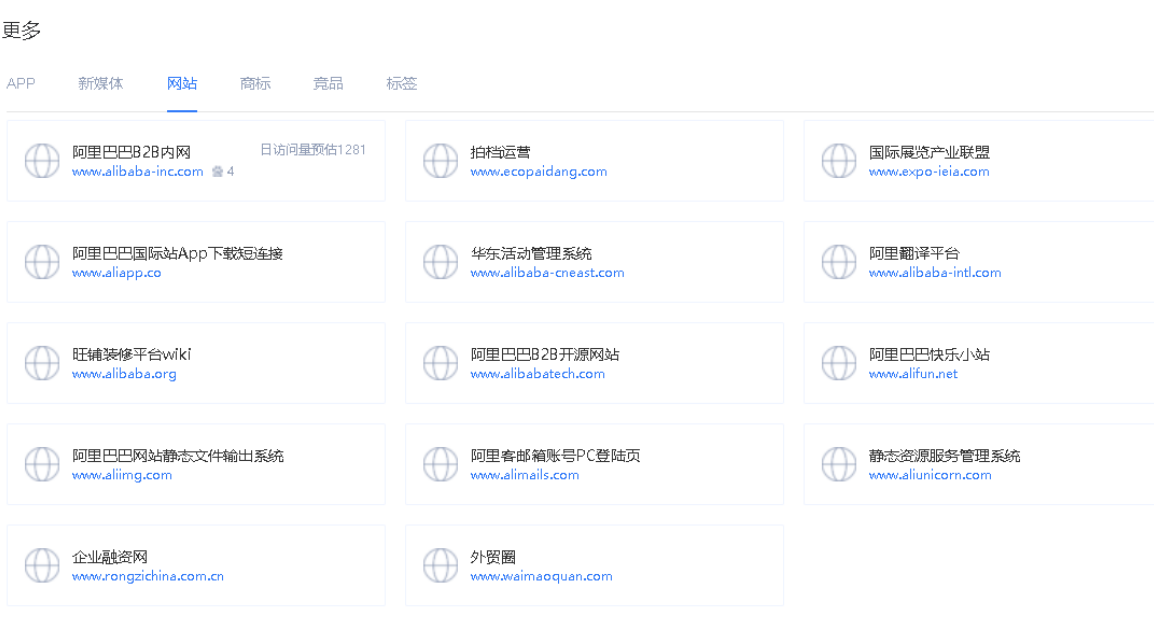 更多
APP 新媒体 网站 商标 竞品 标签
阿里巴巴B2B内网 日访问量预估1281
www.alibaba-inc.com 4
拍档运营
www.ecopaidang.com
国际展览产业联盟
www.expo-ieia.com
阿里巴巴国际站App下载短连接
www.aliapp.co
华东活动管理系统
www.alibaba-cneast.com
阿里翻译平台
www.alibaba-intl.com
旺铺装修平台wiki
www.alibaba.org
阿里巴巴B2B开源网站
www.alibabatech.com
阿里巴巴快乐小站
www.alifun.net
阿里巴巴网站静态文件输出系统
www.aliimg.com
阿里客邮箱账号PC登陆页
www.alimails.com
静态资源服务管理系统
www.aliunicorn.com
企业融资网
www.rongzichina.com.cn
外贸圈
www.waimaoquan.com